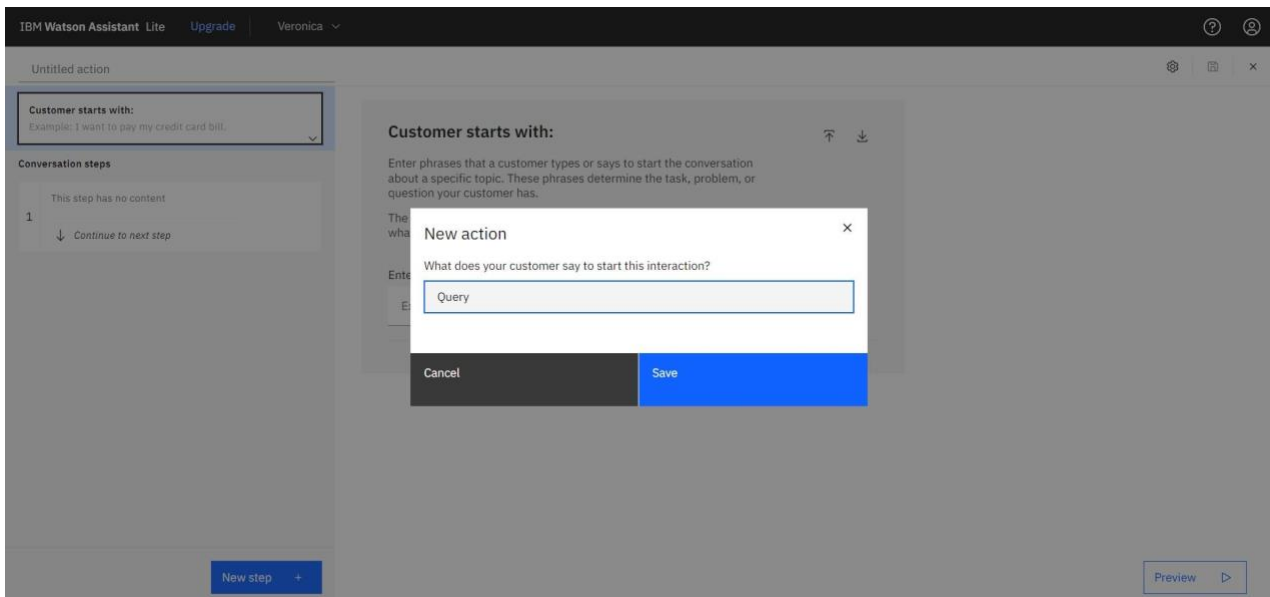 IBM Watson Assistant Lite Upgrade Veronica
Untitled action
Customer starts with:
Example: I want to pay my credit card bill.
Conversation steps
This step has no content
1
Continue to next step
New step +
Customer starts with:
Enter phrases that a customer types or says to start the conversation
about a specific topic. These phrases determine the task, problem, or
question your customer has.
The
wha
Ente
New action
What does your customer say to start this interaction?
Query
Cancel
Save
Preview